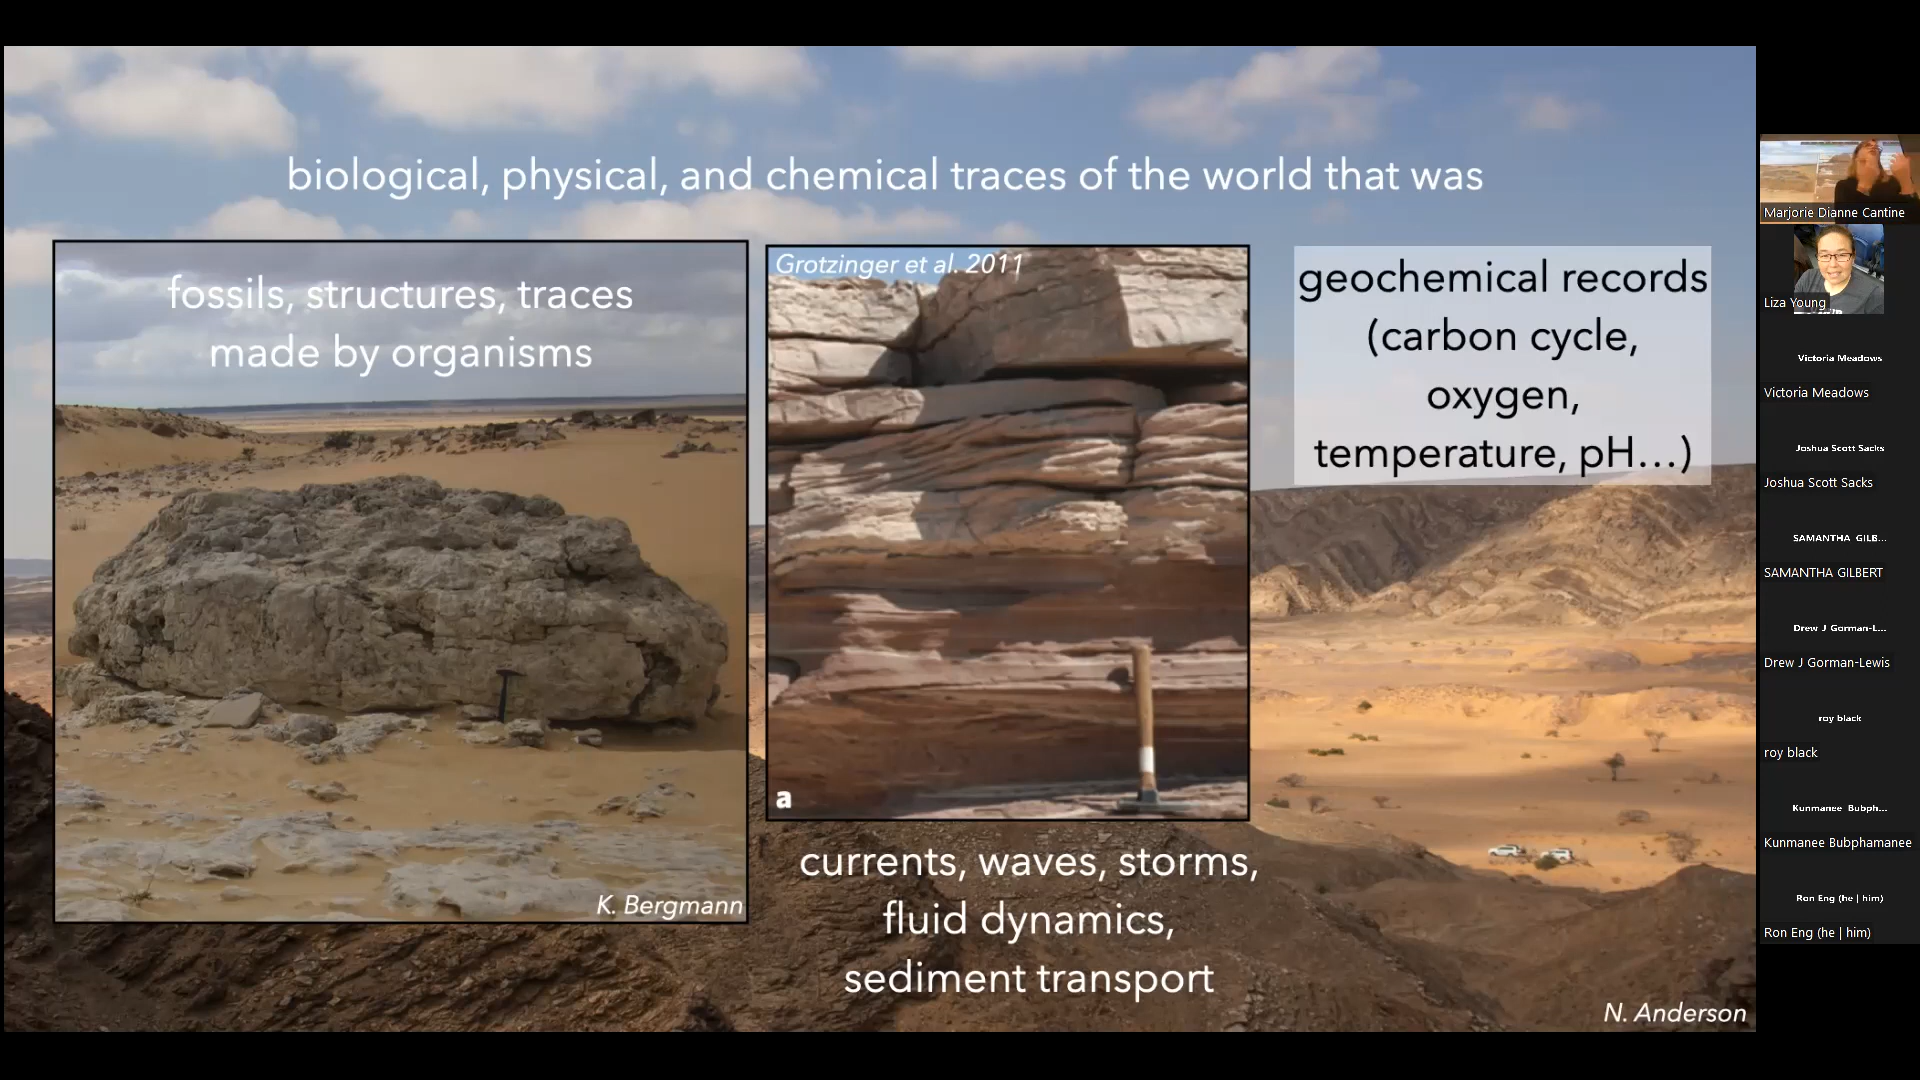 biological, physical, and chemical traces of the world that was
fossils, structures, traces
made by organisms
K. Bergmann
Grotzinger et al. 2011
a
currents, waves, storms,
fluid dynamics,
sediment transport
geochemical records
(carbon cycle,
oxygen,
temperature, pH...)
N. Anderson
Marjorie Dianne Cantine
Liza Young
Victoria Meadows
Victoria Meadows
Joshua Scott Sacks
Joshua Scott Sacks
SAMANTHA GILB...
SAMANTHA GILBERT
Drew J Gorman-L...
Drew J Gorman-Lewis
roy black
roy black
Kunmanee Bubph...
Kunmanee Bubphamanee
Ron Eng (he | him)
Ron Eng (he | him)